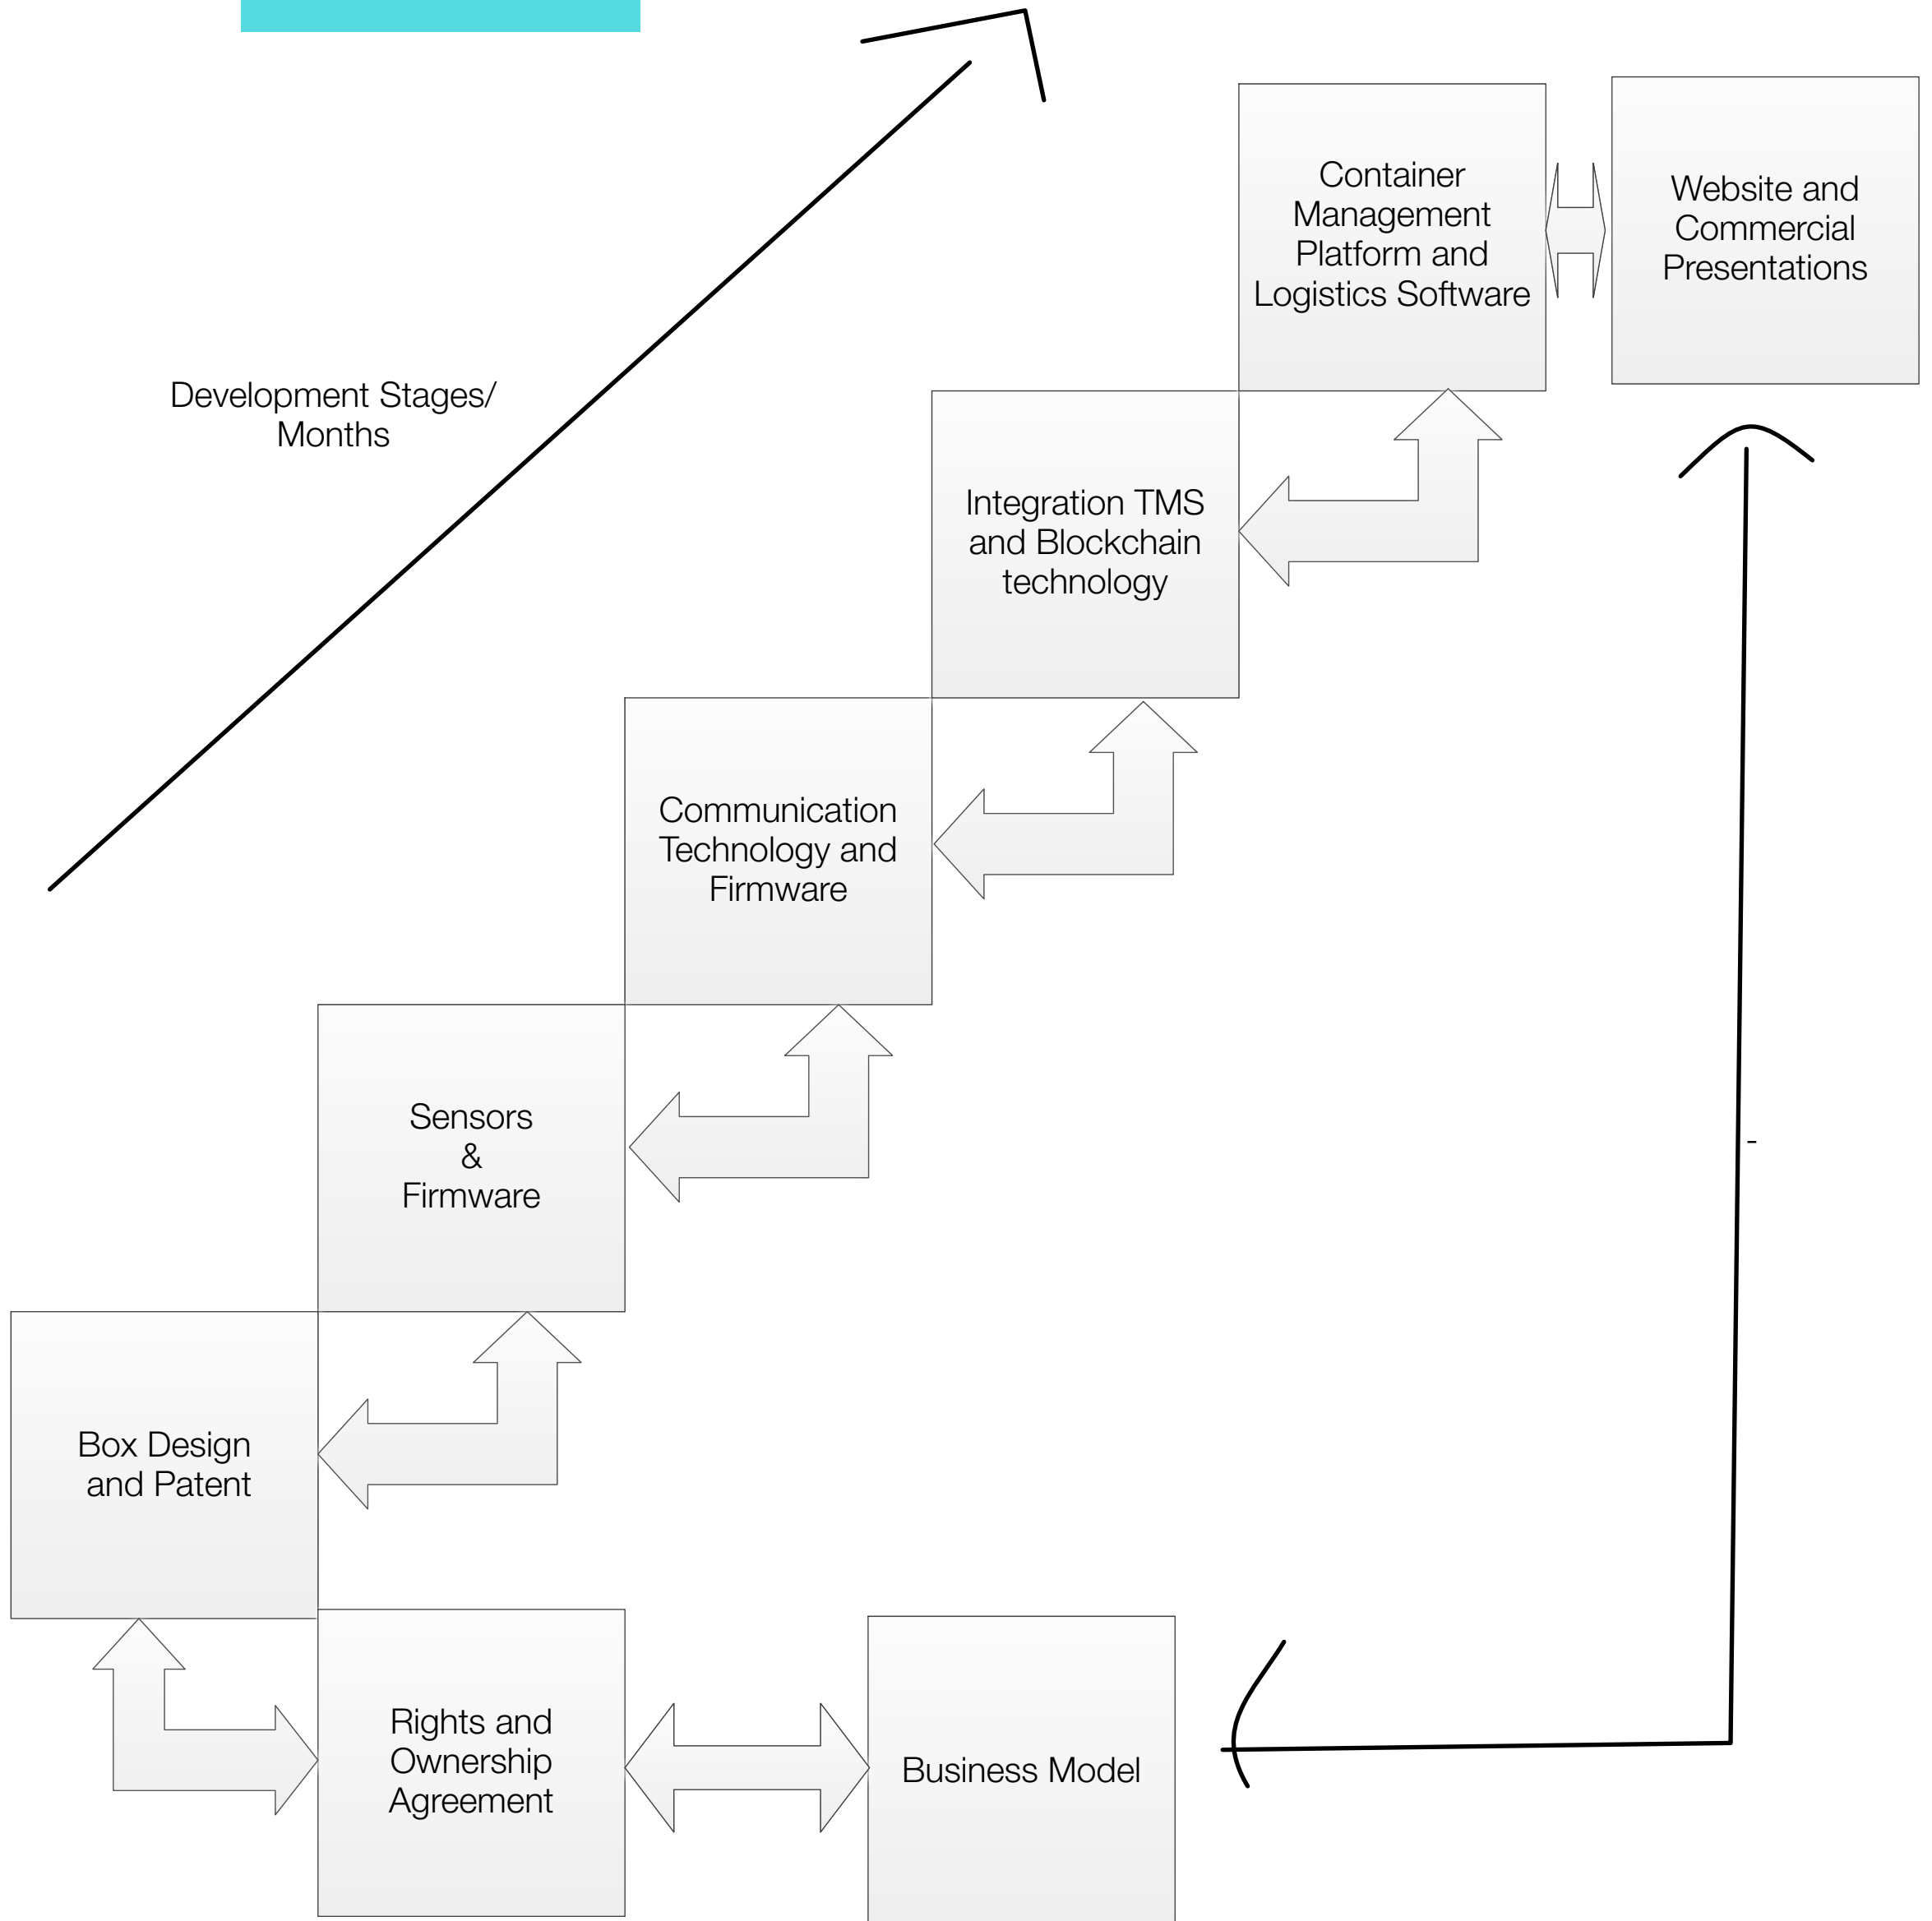 Container
Management
Platform and
Logistics Software
Website and
Commercial
Presentations
Development Stages/
Months
Integration TMS
and Blockchain
technology
Communication
Technology and
Firmware
Sensors
&
Firmware
-
Box Design
and Patent
Rights and
Ownership
Agreement
Business Model